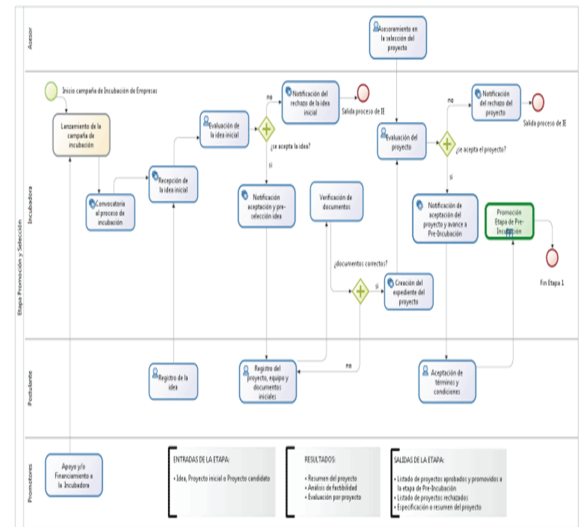 Asesor
Asesoramiento en
la selección del
proyecto
Etapa Promoción y Selección
Incubadora
Inicio campaña de Incubación de Empresas
Lanzamiento de la
campaña de
incubación
Convocatoria
al proceso de
incubación
Recepción de
la idea inicial
Evaluación de
la idea inicial
no
¿se acepta la idea?
si
Notificación del
rechazo de la idea
inicial
Salida proceso de II
Notificación
aceptación y pre-
selección idea
Verificación de
documentos
¿documentos correctos?
si
no
Creación del
expediente del
proyecto
Evaluación del
proyecto
no
¿se acepta el proyecto?
si
Notificación
del rechazo del
proyecto
Salida proceso de II
Notificación de
aceptación del
proyecto y avance a
Pre-Incubación
Promoción
Etapa de Pre-
Incubación
Fin Etapa 1
Postulante
Registro de la
idea
Registro del
proyecto, equipo y
documentos
iniciales
Aceptación de
términos y
condiciones
Promotores
Apoyo y/o
Financiamiento a
la Incubadora
ENTRADAS DE LA ETAPA:
• Idea, Proyecto inicial o Proyecto candidato
RESULTADOS:
• Resumen del proyecto
• Análisis de factibilidad
• Evaluación por proyecto
SALIDAS DE LA ETAPA:
• Listado de proyectos aprobados y promovidos a
la etapa de Pre-Incubación
• Listado de proyectos rechazados
• Especificación o resumen del proyecto